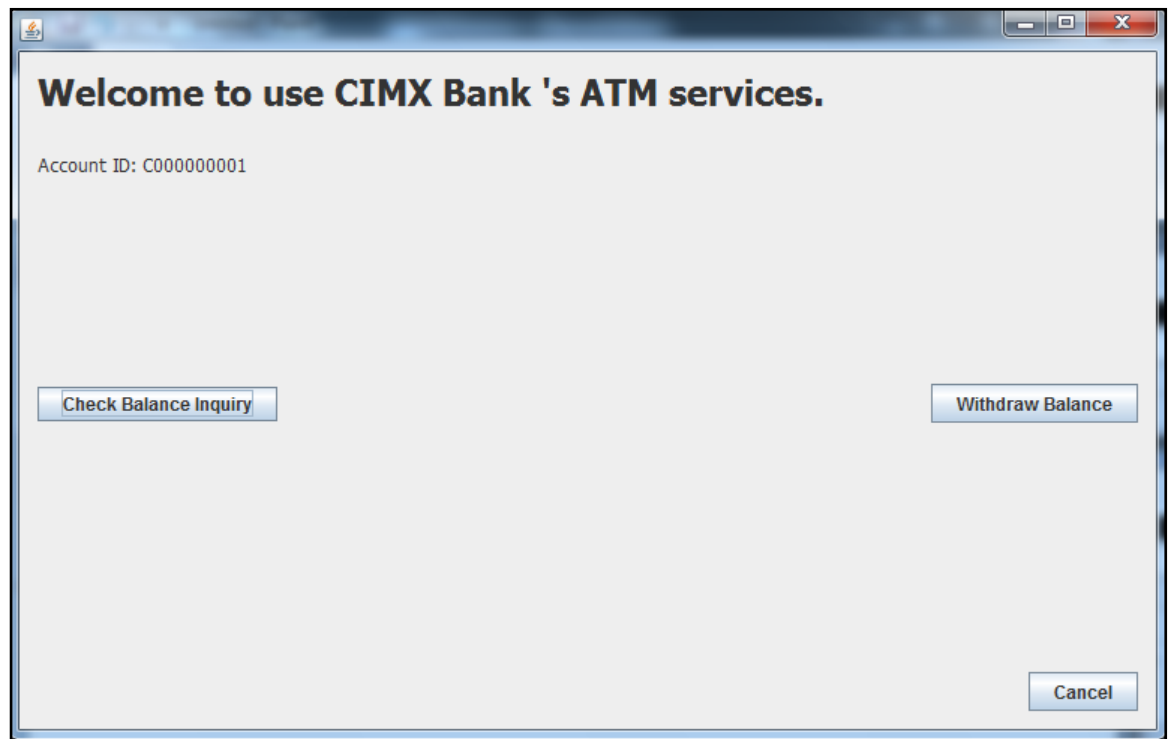 Welcome to use CIMX Bank 's ATM services.
Account ID: C000000001
Check Balance Inquiry
Withdraw Balance
Cancel